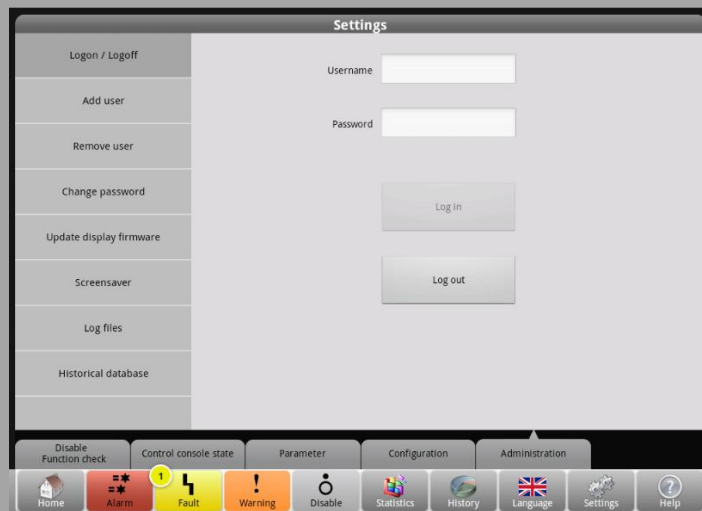 Settings
Logon / Logoff
Add user
Remove user
Change password
Update display firmware
Screensaver
Log files
Historical database
Username
Password
Log in
Log out
Disable
Function check
Control console state
Parameter
Configuration
Administration
Home
Alarm
1
Fault
!
Warning
Disable
Statistics
History
Language
Settings
?
Help